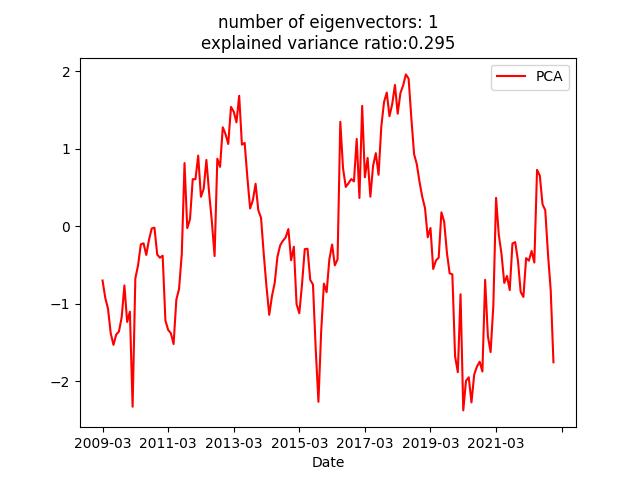 number of eigenvectors: 1
explained variance ratio:0.295
PCA
2
1
0
−1
−2
2009-03 2011-03 2013-03 2015-03 2017-03 2019-03 2021-03
Date